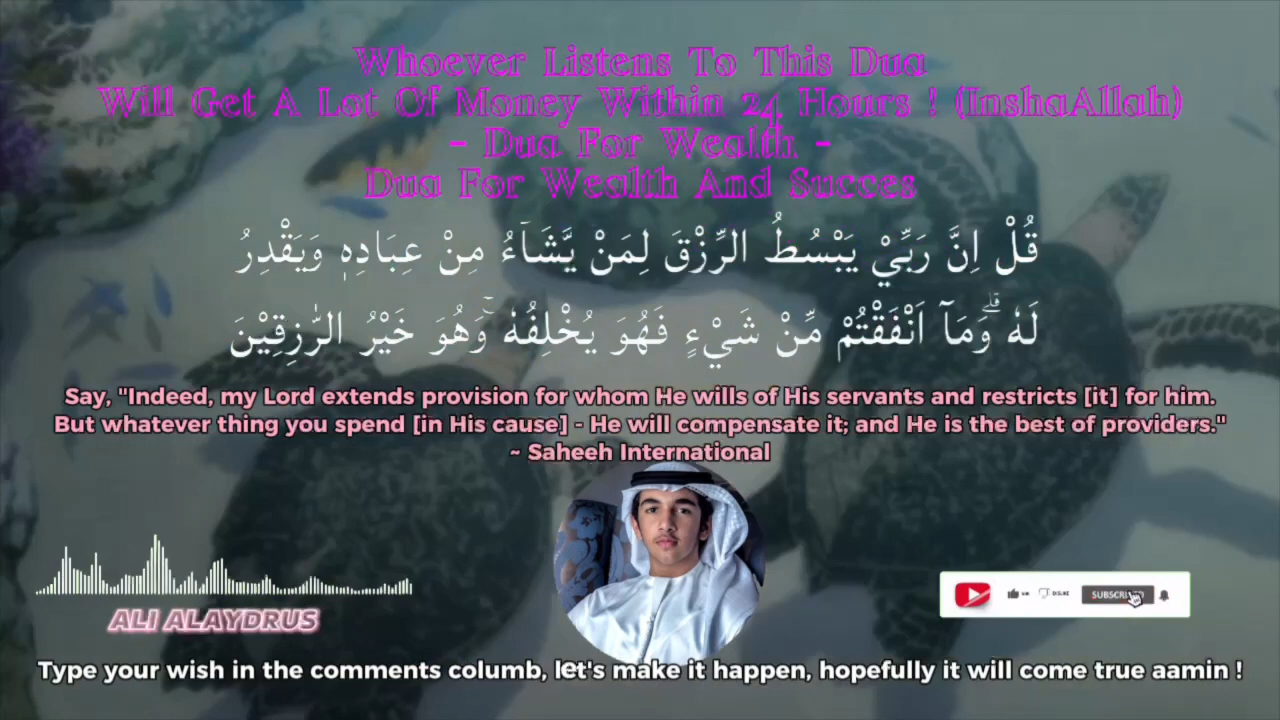 Whoever Listens To This Dua
Will Get A Lot Of Money Within 24 Hours ! (InshaAllah)
- Dua For Wealth -
Dua For Wealth And Succes
قُلْ اِنَّ رَبِّيْ يَبْسُطُ الرِّزْقَ لِمَنْ يَّشَاۤءُ مِنْ عِبَادِهٖ وَيَقْدِرُ
لَهٗ ۗوَمَآ اَنْفَقْتُمْ مِّنْ شَيْءٍ فَهُوَ يُخْلِفُهٗ ۚوَهُوَ خَيْرُ الرّٰزِقِيْنَ
Say, "Indeed, my Lord extends provision for whom He wills of His servants and restricts [it] for him.
But whatever thing you spend [in His cause] - He will compensate it; and He is the best of providers."
~ Saheeh International
ALI ALAYDRUS
Type your wish in the comments columb, let's make it happen, hopefully it will come true aamin !